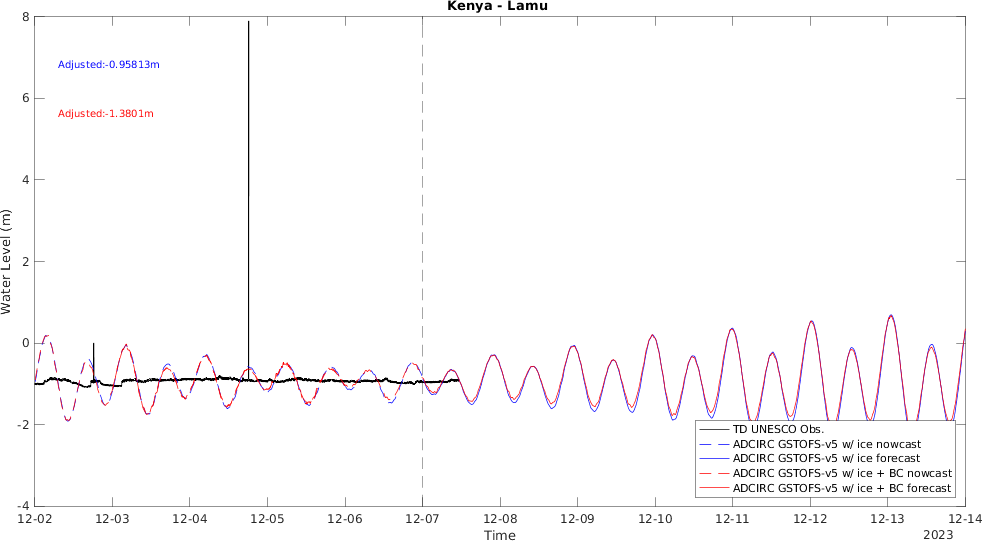 Kenya - Lamu
Adjusted:-0.95813m
Adjusted:-1.3801m
Water Level (m)
8
6
4
2
0
-2
-4
TD UNESCO Obs.
ADCIRC GSTOFS-v5 w/ ice nowcast
ADCIRC GSTOFS-v5 w/ ice forecast
ADCIRC GSTOFS-v5 w/ ice + BC nowcast
ADCIRC GSTOFS-v5 w/ ice + BC forecast
12-02 12-03 12-04 12-05 12-06 12-07 12-08 12-09 12-10 12-11 12-12 12-13 12-14
Time
2023